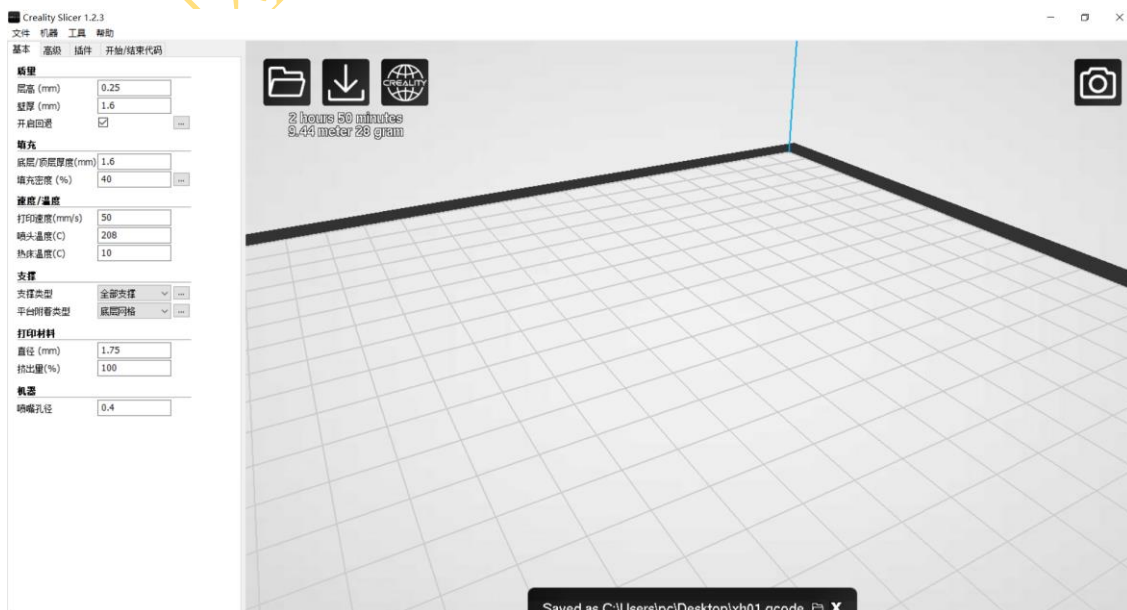 Creality Slicer 1.2.3
文件 机器 工具 帮助
基本 高级 插件 开始/结束代码
质量
层高 (mm) 0.25
壁厚 (mm) 1.6
开启回退 ...
填充
底层/顶层厚度(mm) 1.6
填充密度 (%) 40 ...
速度/温度
打印速度(mm/s) 50
喷头温度(C) 208
热床温度(C) 10
支撑
支撑类型 全部支撑 ...
平台附着类型 底层网格 ...
打印材料
直径 (mm) 1.75
挤出量(%) 100
机器
喷嘴孔径 0.4
CREALITY
2 hours 50 minutes
9.44 meter 28 gram
Saved as C:\Users\pc\Desktop\xh01.gcode X